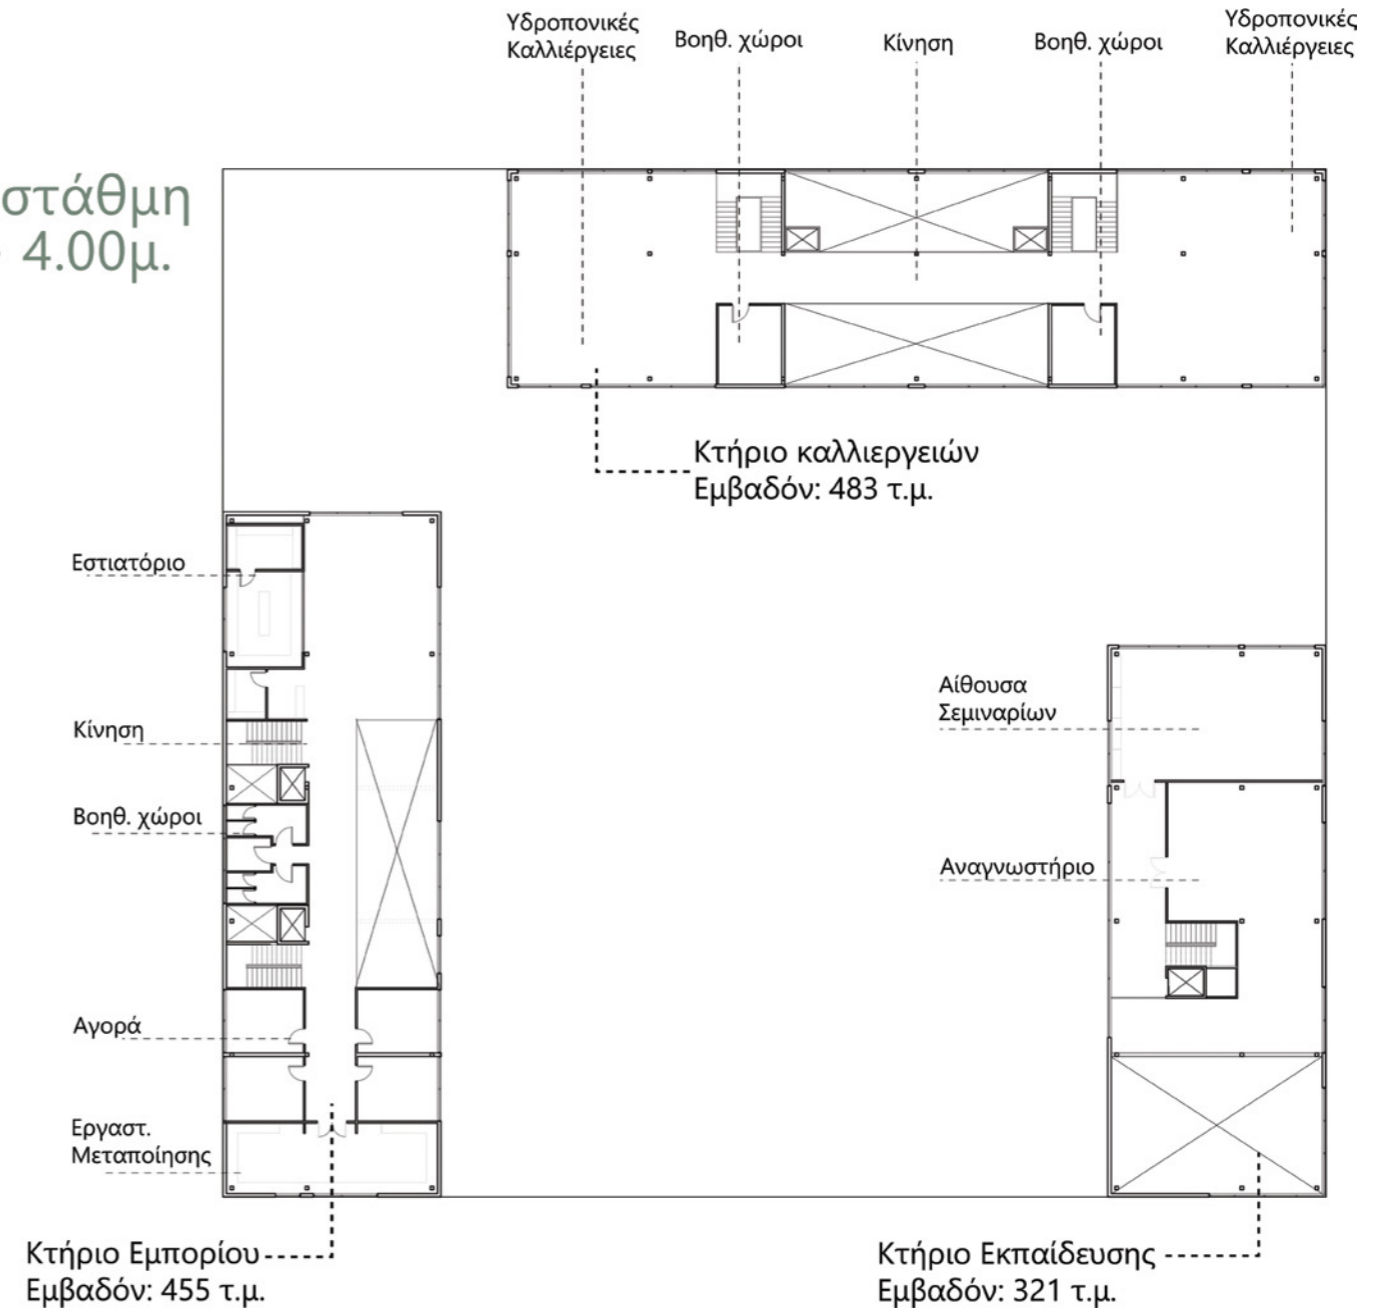 Υδροπονικές
Καλλιέργειες
Βοηθ. χώροι
Κίνηση
Βοηθ. χώροι
Υδροπονικές
Καλλιέργειες
στάθμη
4.00μ.
Κτήριο καλλιεργειών
Εμβαδόν: 483 τ.μ.
Εστιατόριο
Κίνηση
Βοηθ. χώροι
Αγορά
Εργαστ.
Μεταποίησης
Αίθουσα
Σεμιναρίων
Αναγνωστήριο
Κτήριο Εμπορίου
Εμβαδόν: 455 τ.μ.
Κτήριο Εκπαίδευσης
Εμβαδόν: 321 τ.μ.